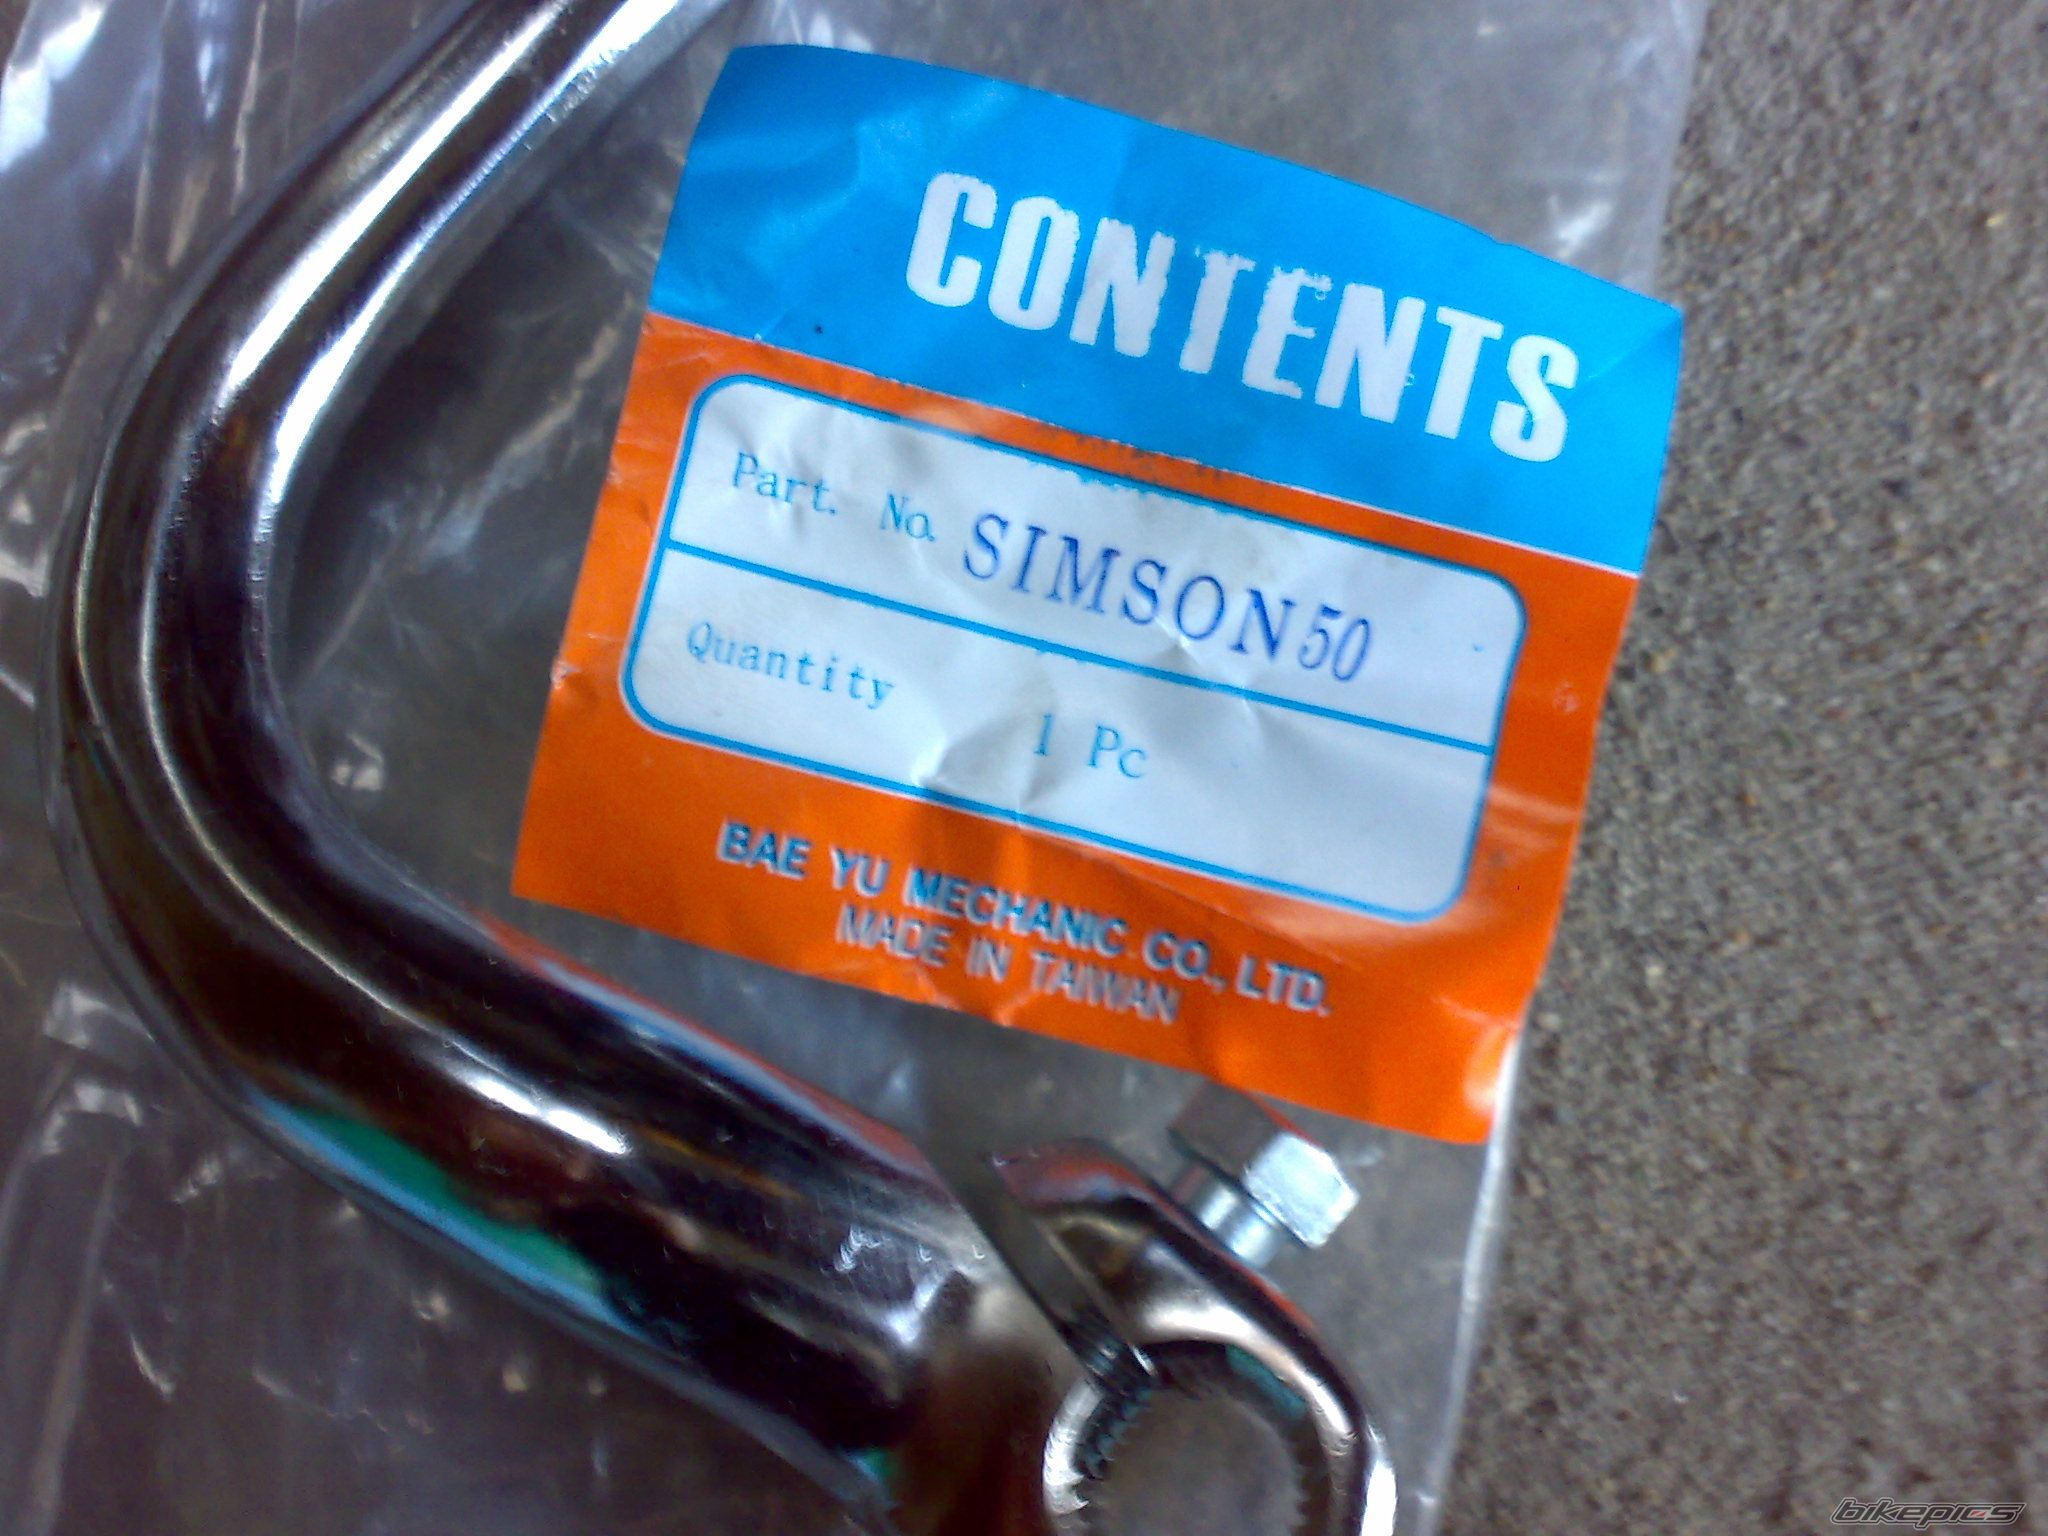 CONTENTS
Part. No. SIMSON50
Quantity 1 Pc
BAE YU MECHANIC CO., LTD.
MADE IN TAIWAN
bikepics